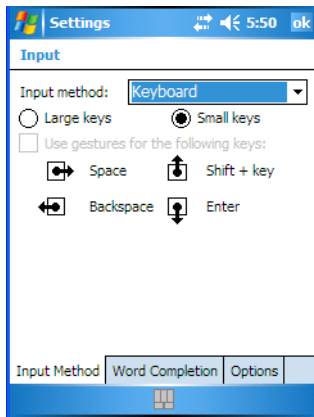 Settings 5:50 ok
Input
Input method: Keyboard
Large keys Small keys
Use gestures for the following keys:
Space Shift + key
Backspace Enter
Input Method Word Completion Options